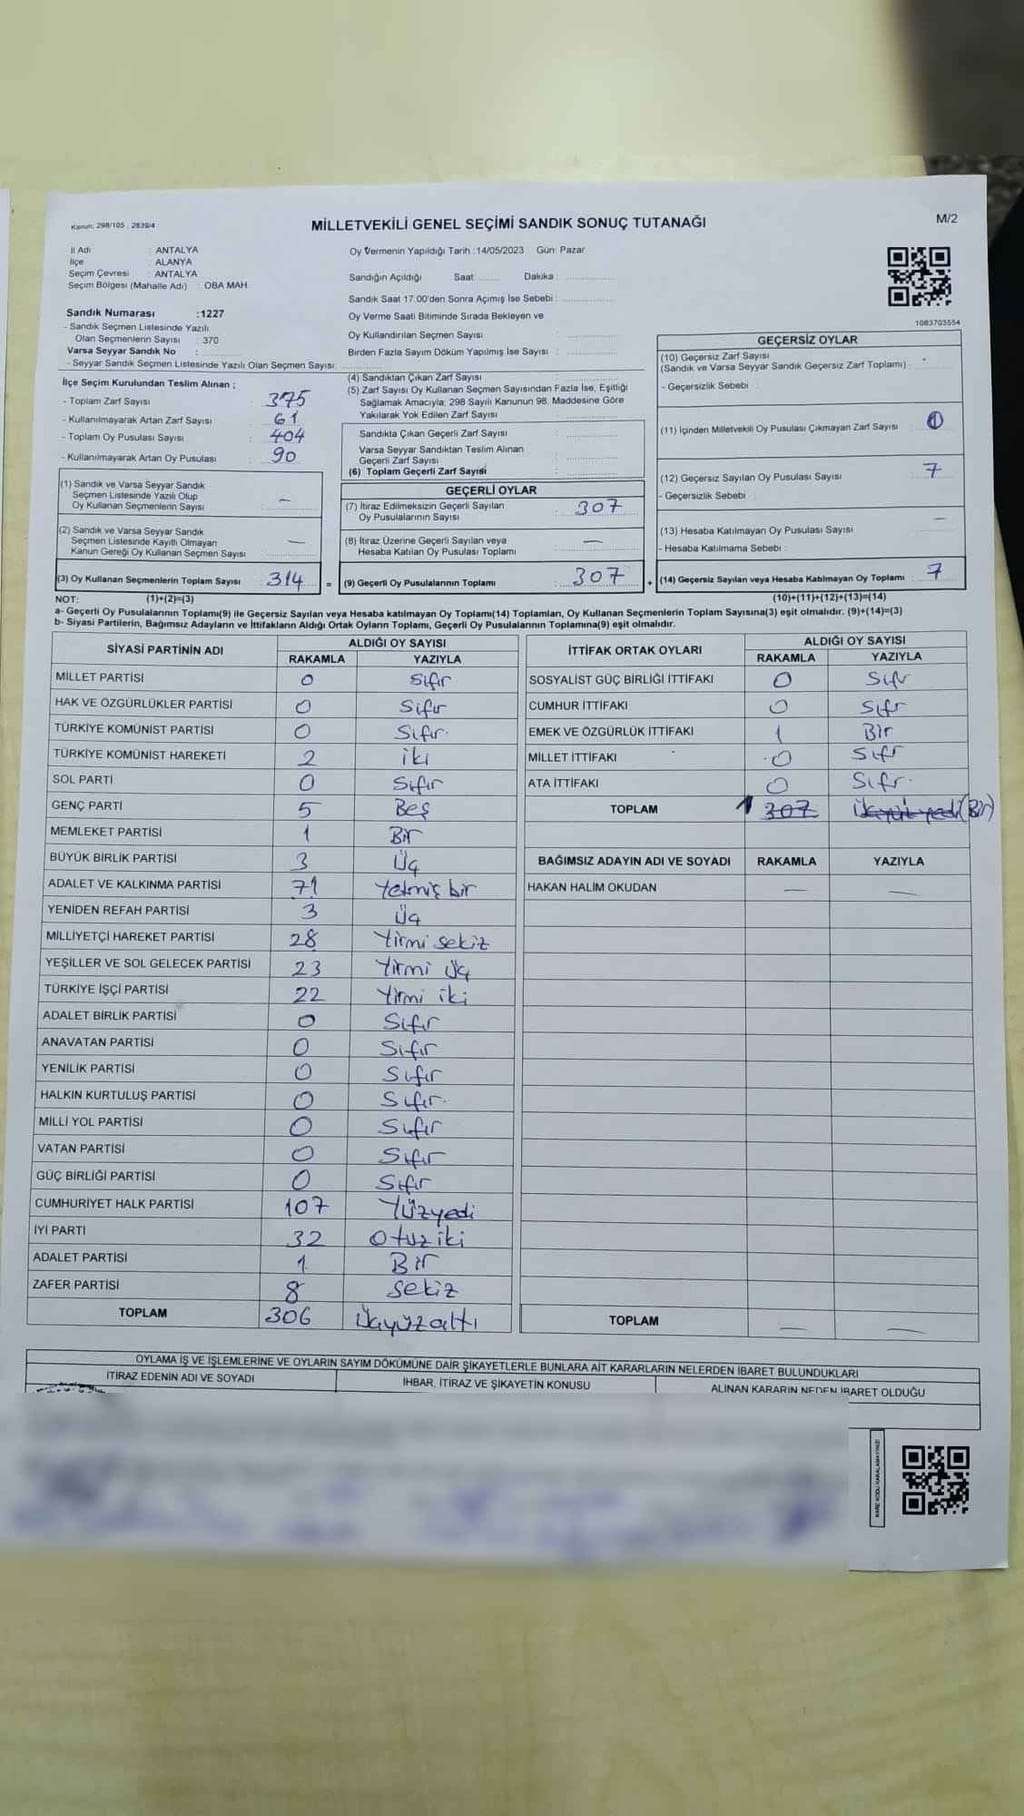 Kanun: 298/105 , 2839/4
MİLLETVEKİLİ GENEL SEÇİMİ SANDIK SONUÇ TUTANAĞI
M/2
İl Adı : ANTALYA
İlçe : ALANYA
Seçim Çevresi : ANTALYA
Seçim Bölgesi (Mahalle Adı) : OBA MAH.
Oy Vermenin Yapıldığı Tarih :14/05/2023 Gün: Pazar
Sandığın Açıldığı Saat: Dakika :
Sandık Saat 17.00'den Sonra Açımış İse Sebebi :
Oy Verme Saati Bitiminde Sırada Bekleyen ve
Oy Kullandırılan Seçmen Sayısı :
Birden Fazla Sayım Döküm Yapılmış İse Sayısı :
1083703554
Sandık Numarası :1227
- Sandık Seçmen Listesinde Yazılı
Olan Seçmenlerin Sayısı : 370
Varsa Seyyar Sandık No :
- Seyyar Sandık Seçmen Listesinde Yazılı Olan Seçmen Sayısı:
İlçe Seçim Kurulundan Teslim Alınan ;
- Toplam Zarf Sayısı : 375
- Kullanılmayarak Artan Zarf Sayısı : 61
- Toplam Oy Pusulası Sayısı : 404
- Kullanılmayarak Artan Oy Pusulası : 90
(4) Sandıktan Çıkan Zarf Sayısı :
(5) Zarf Sayısı Oy Kullanan Seçmen Sayısından Fazla İse, Eşitliği
Sağlamak Amacıyla; 298 Sayılı Kanunun 98. Maddesine Göre
Yakılarak Yok Edilen Zarf Sayısı :
Sandıkta Çıkan Geçerli Zarf Sayısı :
Varsa Seyyar Sandıktan Teslim Alınan
Geçerli Zarf Sayısı :
(6) Toplam Geçerli Zarf Sayısı :
GEÇERSİZ OYLAR
(10) Geçersiz Zarf Sayısı :
(Sandık ve Varsa Seyyar Sandık Geçersiz Zarf Toplamı)
- Geçersizlik Sebebi :
(11) İçinden Milletvekili Oy Pusulası Çıkmayan Zarf Sayısı :
(12) Geçersiz Sayılan Oy Pusulası Sayısı : 7
- Geçersizlik Sebebi :
(13) Hesaba Katılmayan Oy Pusulası Sayısı : —
- Hesaba Katılmama Sebebi :
(14) Geçersiz Sayılan veya Hesaba Katılmayan Oy Toplamı : 7
(1) Sandık ve Varsa Seyyar Sandık
Seçmen Listesinde Yazılı Olup
Oy Kullanan Seçmenlerin Sayısı : —
(2) Sandık ve Varsa Seyyar Sandık
Seçmen Listesinde Kayıtlı Olmayan
Kanun Gereği Oy Kullanan Seçmen Sayısı : —
(3) Oy Kullanan Seçmenlerin Toplam Sayısı : 314 =
GEÇERLİ OYLAR
(7) İtiraz Edilmeksizin Geçerli Sayılan
Oy Pusulalarının Sayısı : 307
(8) İtiraz Üzerine Geçerli Sayılan veya
Hesaba Katılan Oy Pusulası Toplamı : —
(9) Geçerli Oy Pusulalarının Toplamı : 307 +
NOT: (1)+(2)=(3) (10)+(11)+(12)+(13)=(14)
a- Geçerli Oy Pusulalarının Toplamı(9) ile Geçersiz Sayılan veya Hesaba katılmayan Oy Toplamı(14) Toplamları, Oy Kullanan Seçmenlerin Toplam Sayısına(3) eşit olmalıdır. (9)+(14)=(3)
b- Siyasi Partilerin, Bağımsız Adayların ve İttifakların Aldığı Ortak Oyların Toplamı, Geçerli Oy Pusulalarının Toplamına(9) eşit olmalıdır.
SİYASİ PARTİNİN ADI ALDIĞI OY SAYISI
RAKAMLA YAZIYLA
MİLLET PARTİSİ 0 Sıfır
HAK VE ÖZGÜRLÜKLER PARTİSİ 0 Sıfır
TÜRKİYE KOMÜNİST PARTİSİ 0 Sıfır
TÜRKİYE KOMÜNİST HAREKETİ 2 İki
SOL PARTİ 0 Sıfır
GENÇ PARTİ 5 Beş
MEMLEKET PARTİSİ 1 Bir
BÜYÜK BİRLİK PARTİSİ 3 Üç
ADALET VE KALKINMA PARTİSİ 71 Yetmiş bir
YENİDEN REFAH PARTİSİ 3 Üç
MİLLİYETÇİ HAREKET PARTİSİ 28 Yirmi sekiz
YEŞİLLER VE SOL GELECEK PARTİSİ 23 Yirmi Üç
TÜRKİYE İŞÇİ PARTİSİ 22 Yirmi iki
ADALET BİRLİK PARTİSİ 0 Sıfır
ANAVATAN PARTİSİ 0 Sıfır
YENİLİK PARTİSİ 0 Sıfır
HALKIN KURTULUŞ PARTİSİ 0 Sıfır
MİLLİ YOL PARTİSİ 0 Sıfır
VATAN PARTİSİ 0 Sıfır
GÜÇ BİRLİĞİ PARTİSİ 0 Sıfır
CUMHURİYET HALK PARTİSİ 107 Yüzyedi
İYİ PARTİ 32 Otuz iki
ADALET PARTİSİ 1 Bir
ZAFER PARTİSİ 8 Sekiz
TOPLAM 306 Üçyüz altı
İTTİFAK ORTAK OYLARI ALDIĞI OY SAYISI
RAKAMLA YAZIYLA
SOSYALİST GÜÇ BİRLİĞİ İTTİFAKI 0 Sıfır
CUMHUR İTTİFAKI 0 Sıfır
EMEK VE ÖZGÜRLÜK İTTİFAKI 1 Bir
MİLLET İTTİFAKI 0 Sıfır
ATA İTTİFAKI 0 Sıfır
TOPLAM 1 307 Üçyüz yedi (Bir)
BAĞIMSIZ ADAYIN ADI VE SOYADI RAKAMLA YAZIYLA
HAKAN HALİM OKUDAN — —
TOPLAM — —
OYLAMA İŞ VE İŞLEMLERİNE VE OYLARIN SAYIM DÖKÜMÜNE DAİR ŞİKAYETLERLE BUNLARA AİT KARARLARIN NELERDEN İBARET BULUNDUKLARI
İTİRAZ EDENİN ADI VE SOYADI İHBAR, İTİRAZ VE ŞİKAYETİN KONUSU ALINAN KARARIN NEDEN İBARET OLDUĞU
KARE KODU KARALAMAYINIZ!